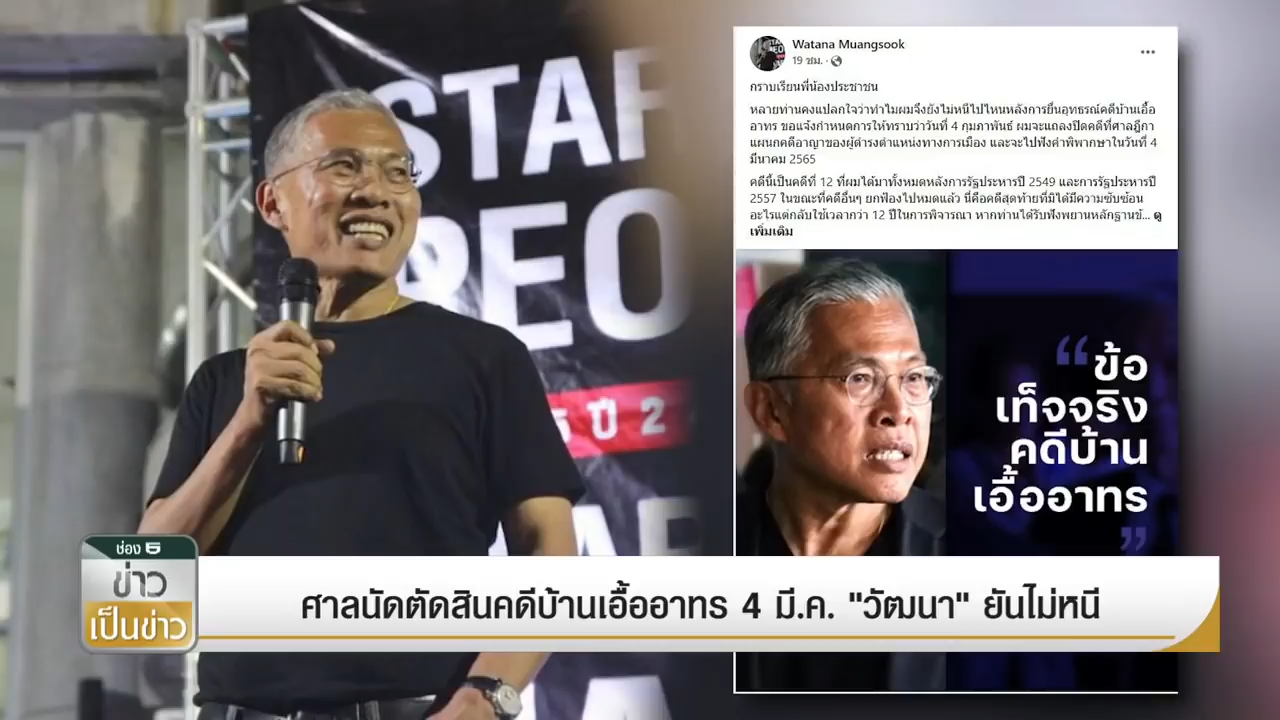 STAR
PEO
5 ปี 2
Watana Muangsook
19 ชม.
กราบเรียนพี่น้องประชาชน
หลายท่านคงแปลกใจว่าทำไมผมจึงยังไม่หนีไปไหนหลังการยื่นอุทธรณ์คดีบ้านเอื้อ
อาทร ขอแจ้งกำหนดการให้ทราบว่าวันที่ 4 กุมภาพันธ์ ผมจะแถลงปิดคดีที่ศาลฎีกา
แผนกคดีอาญาของผู้ดำรงตำแหน่งทางการเมือง และจะไปฟังคำพิพากษาในวันที่ 4
มีนาคม 2565
คดีนี้เป็นคดีที่ 12 ที่ผมได้มาทั้งหมดหลังการรัฐประหารปี 2549 และการรัฐประหารปี
2557 ในขณะที่คดีอื่นๆ ยกฟ้องไปหมดแล้ว นี่คือคดีสุดท้ายที่มิได้มีความซับซ้อน
อะไรแต่กลับใช้เวลากว่า 12 ปีในการพิจารณา หากท่านได้รับฟังพยานหลักฐานข้... ดู
เพิ่มเติม
“ข้อ
เท็จจริง
คดีบ้าน
เอื้ออาทร
”
ช่อง 5
ข่าว
เป็นข่าว
ศาลนัดตัดสินคดีบ้านเอื้ออาทร 4 มี.ค. "วัฒนา" ยันไม่หนี